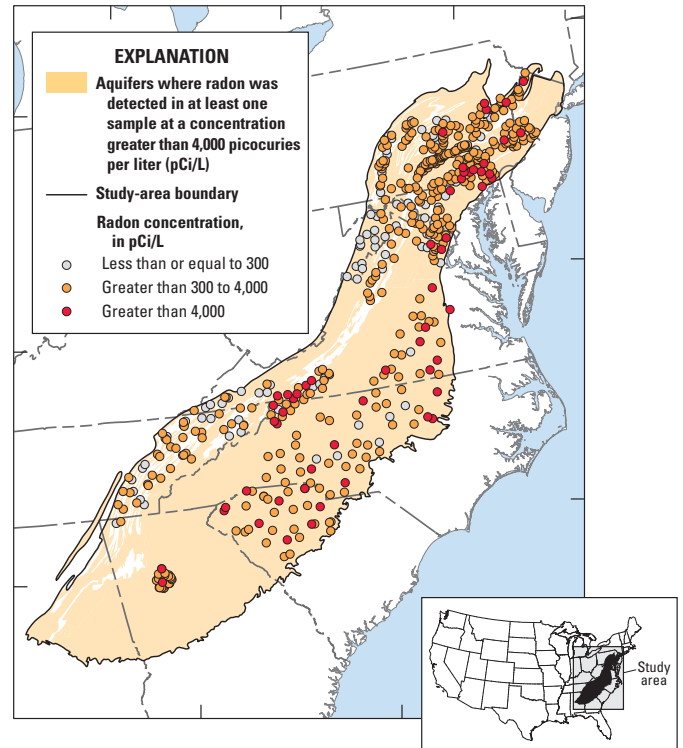 EXPLANATION
Aquifers where radon was
detected in at least one
sample at a concentration
greater than 4,000 picocuries
per liter (pCi/L)
Study-area boundary
Radon concentration,
in pCi/L
Less than or equal to 300
Greater than 300 to 4,000
Greater than 4,000
Study
area